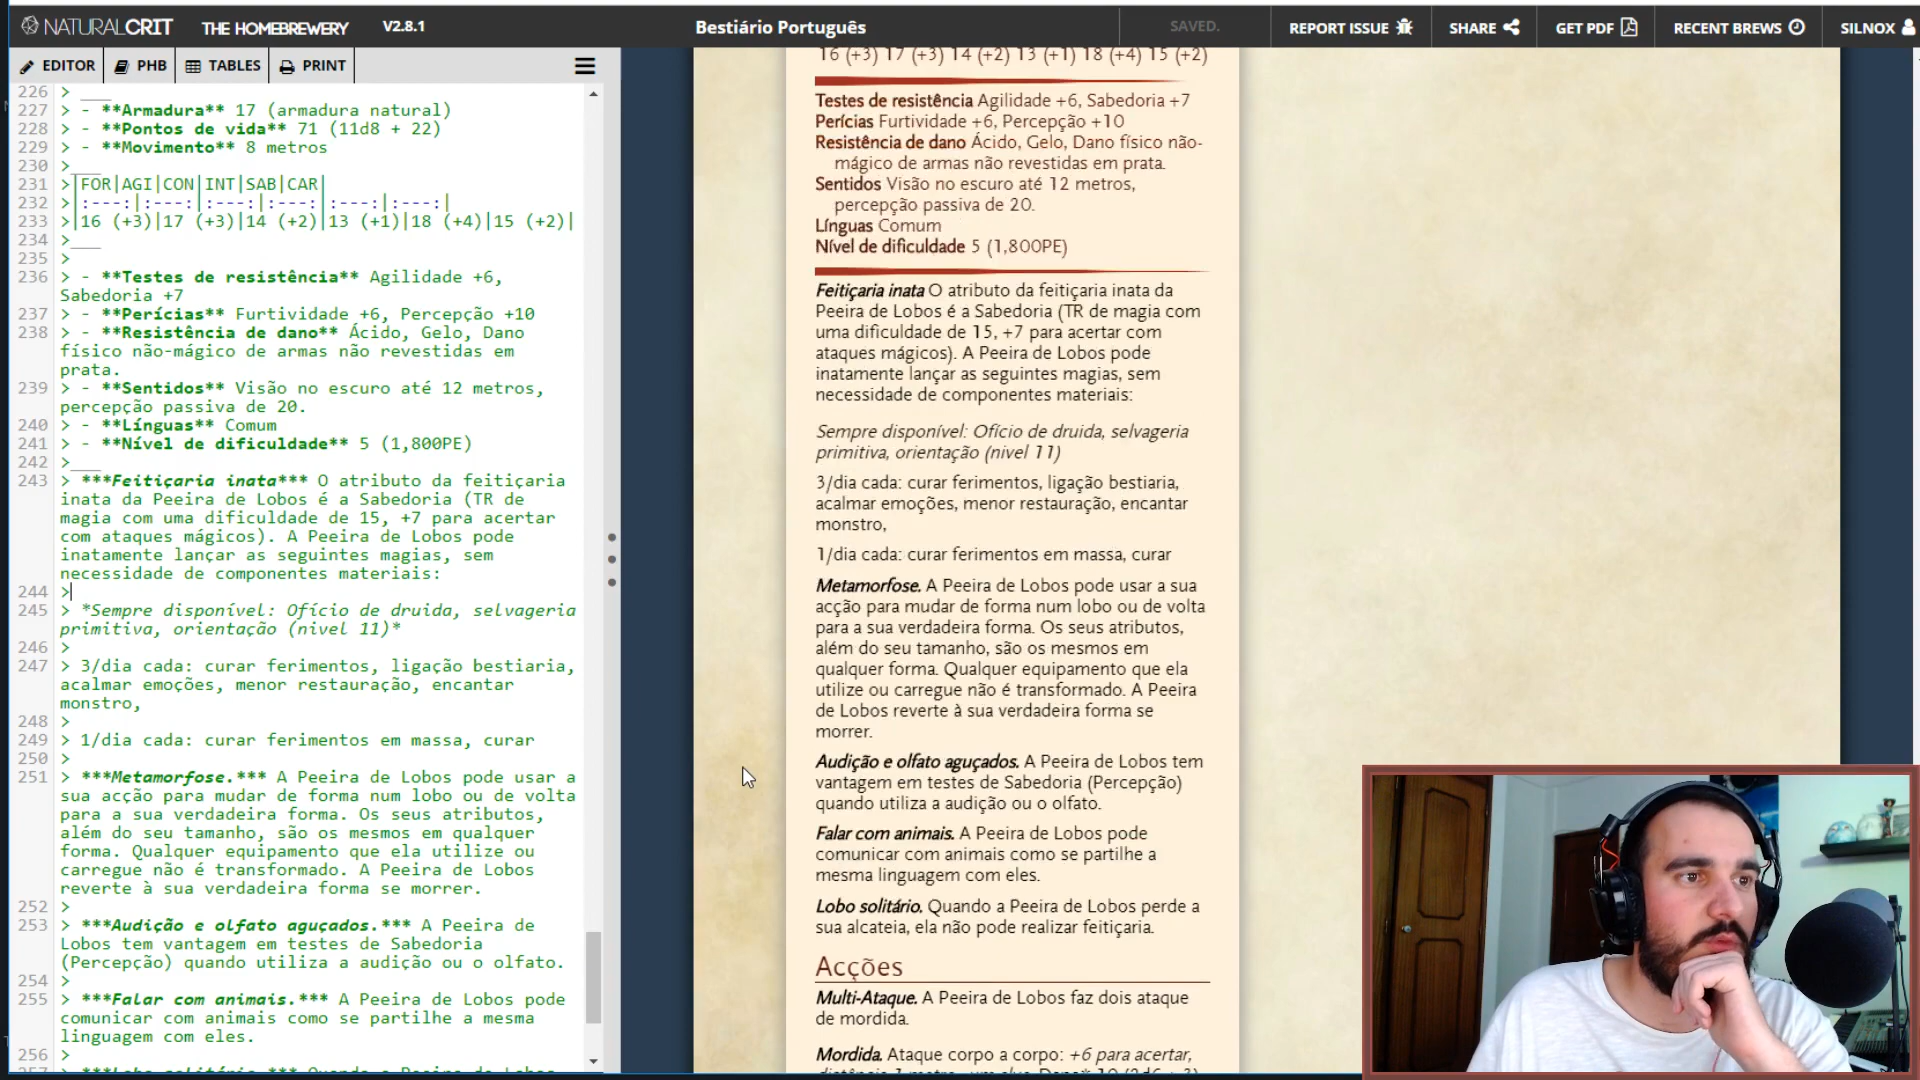 NATURALCRIT THE HOMEBREWERY V2.8.1 Bestiário Português SAVED. REPORT ISSUE SHARE GET PDF RECENT BREWS SILNOX
EDITOR PHB TABLES PRINT
226 > ___
227 > - **Armadura** 17 (armadura natural)
228 > - **Pontos de vida** 71 (11d8 + 22)
229 > - **Movimento** 8 metros
230 >___
231 >|FOR|AGI|CON|INT|SAB|CAR|
232 >|:---:|:---:|:---:|:---:|:---:|:---:|
233 >|16 (+3)|17 (+3)|14 (+2)|13 (+1)|18 (+4)|15 (+2)|
234 >___
235 >
236 > - **Testes de resistência** Agilidade +6,
Sabedoria +7
237 > - **Perícias** Furtividade +6, Percepção +10
238 > - **Resistência de dano** Ácido, Gelo, Dano
físico não-mágico de armas não revestidas em
prata.
239 > - **Sentidos** Visão no escuro até 12 metros,
percepção passiva de 20.
240 > - **Línguas** Comum
241 > - **Nível de dificuldade** 5 (1,800PE)
242 >___
243 > ***Feitiçaria inata*** O atributo da feitiçaria
inata da Peeira de Lobos é a Sabedoria (TR de
magia com uma dificuldade de 15, +7 para acertar
com ataques mágicos). A Peeira de Lobos pode
inatamente lançar as seguintes magias, sem
necessidade de componentes materiais:
244 >
245 > *Sempre disponível: Ofício de druida, selvageria
primitiva, orientação (nivel 11)*
246 >
247 > 3/dia cada: curar ferimentos, ligação bestiaria,
acalmar emoções, menor restauração, encantar
monstro,
248 >
249 > 1/dia cada: curar ferimentos em massa, curar
250 >
251 > ***Metamorfose.*** A Peeira de Lobos pode usar a
sua acção para mudar de forma num lobo ou de volta
para a sua verdadeira forma. Os seus atributos,
além do seu tamanho, são os mesmos em qualquer
forma. Qualquer equipamento que ela utilize ou
carregue não é transformado. A Peeira de Lobos
reverte à sua verdadeira forma se morrer.
252 >
253 > ***Audição e olfato aguçados.*** A Peeira de
Lobos tem vantagem em testes de Sabedoria
(Percepção) quando utiliza a audição ou o olfato.
254 >
255 > ***Falar com animais.*** A Peeira de Lobos pode
comunicar com animais como se partilhe a mesma
linguagem com eles.
256 >
257 > ***Lobo solitário.*** Quando a Peeira de Lobos
16 (+3) 17 (+3) 14 (+2) 13 (+1) 18 (+4) 15 (+2)
Testes de resistência Agilidade +6, Sabedoria +7
Perícias Furtividade +6, Percepção +10
Resistência de dano Ácido, Gelo, Dano físico não-
mágico de armas não revestidas em prata.
Sentidos Visão no escuro até 12 metros,
percepção passiva de 20.
Línguas Comum
Nível de dificuldade 5 (1,800PE)
Feitiçaria inata O atributo da feitiçaria inata da
Peeira de Lobos é a Sabedoria (TR de magia com
uma dificuldade de 15, +7 para acertar com
ataques mágicos). A Peeira de Lobos pode
inatamente lançar as seguintes magias, sem
necessidade de componentes materiais:
Sempre disponível: Ofício de druida, selvageria
primitiva, orientação (nivel 11)
3/dia cada: curar ferimentos, ligação bestiaria,
acalmar emoções, menor restauração, encantar
monstro,
1/dia cada: curar ferimentos em massa, curar
Metamorfose. A Peeira de Lobos pode usar a sua
acção para mudar de forma num lobo ou de volta
para a sua verdadeira forma. Os seus atributos,
além do seu tamanho, são os mesmos em
qualquer forma. Qualquer equipamento que ela
utilize ou carregue não é transformado. A Peeira
de Lobos reverte à sua verdadeira forma se
morrer.
Audição e olfato aguçados. A Peeira de Lobos tem
vantagem em testes de Sabedoria (Percepção)
quando utiliza a audição ou o olfato.
Falar com animais. A Peeira de Lobos pode
comunicar com animais como se partilhe a
mesma linguagem com eles.
Lobo solitário. Quando a Peeira de Lobos perde a
sua alcateia, ela não pode realizar feitiçaria.
Acções
Multi-Ataque. A Peeira de Lobos faz dois ataque
de mordida.
Mordida. Ataque corpo a corpo: +6 para acertar,